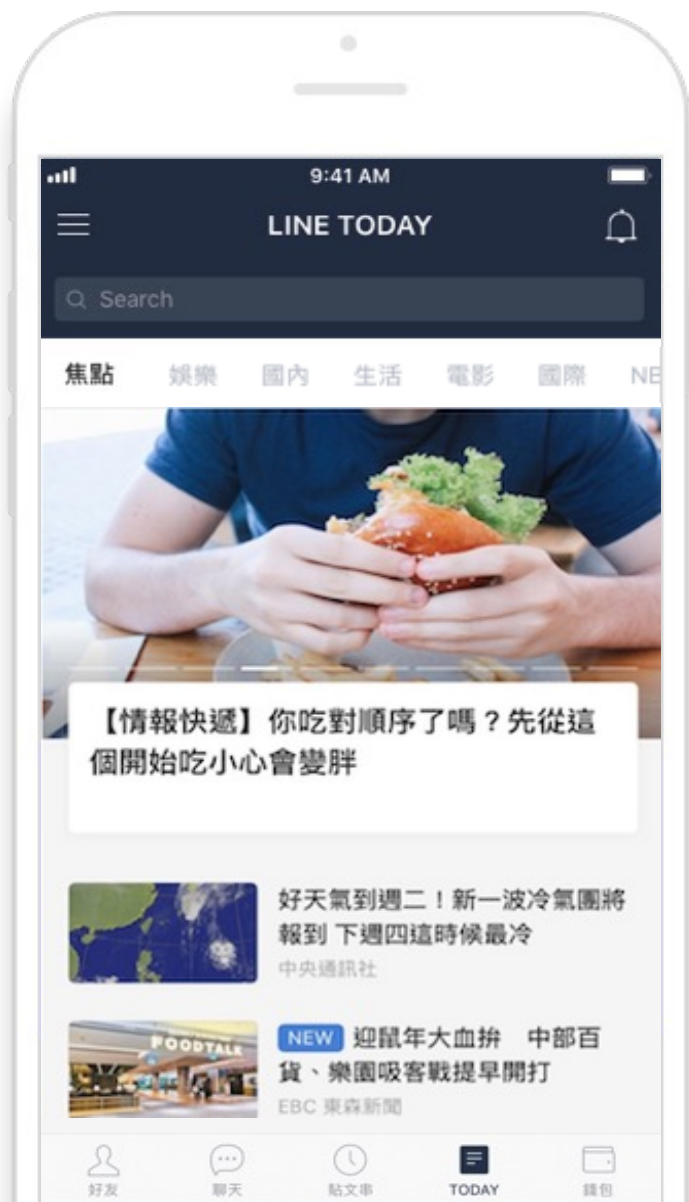 9:41 AM
LINE TODAY
Search
焦點 娛樂 國內 生活 電影 國際 NE
【情報快遞】你吃對順序了嗎？先從這
個開始吃小心會變胖
好天氣到週二！新一波冷氣團將
報到 下週四這時候最冷
中央通訊社
FOODTALK
NEW 迎鼠年大血拚　中部百
貨、樂園吸客戰提早開打
EBC 東森新聞
好友 聊天 貼文串 TODAY 錢包